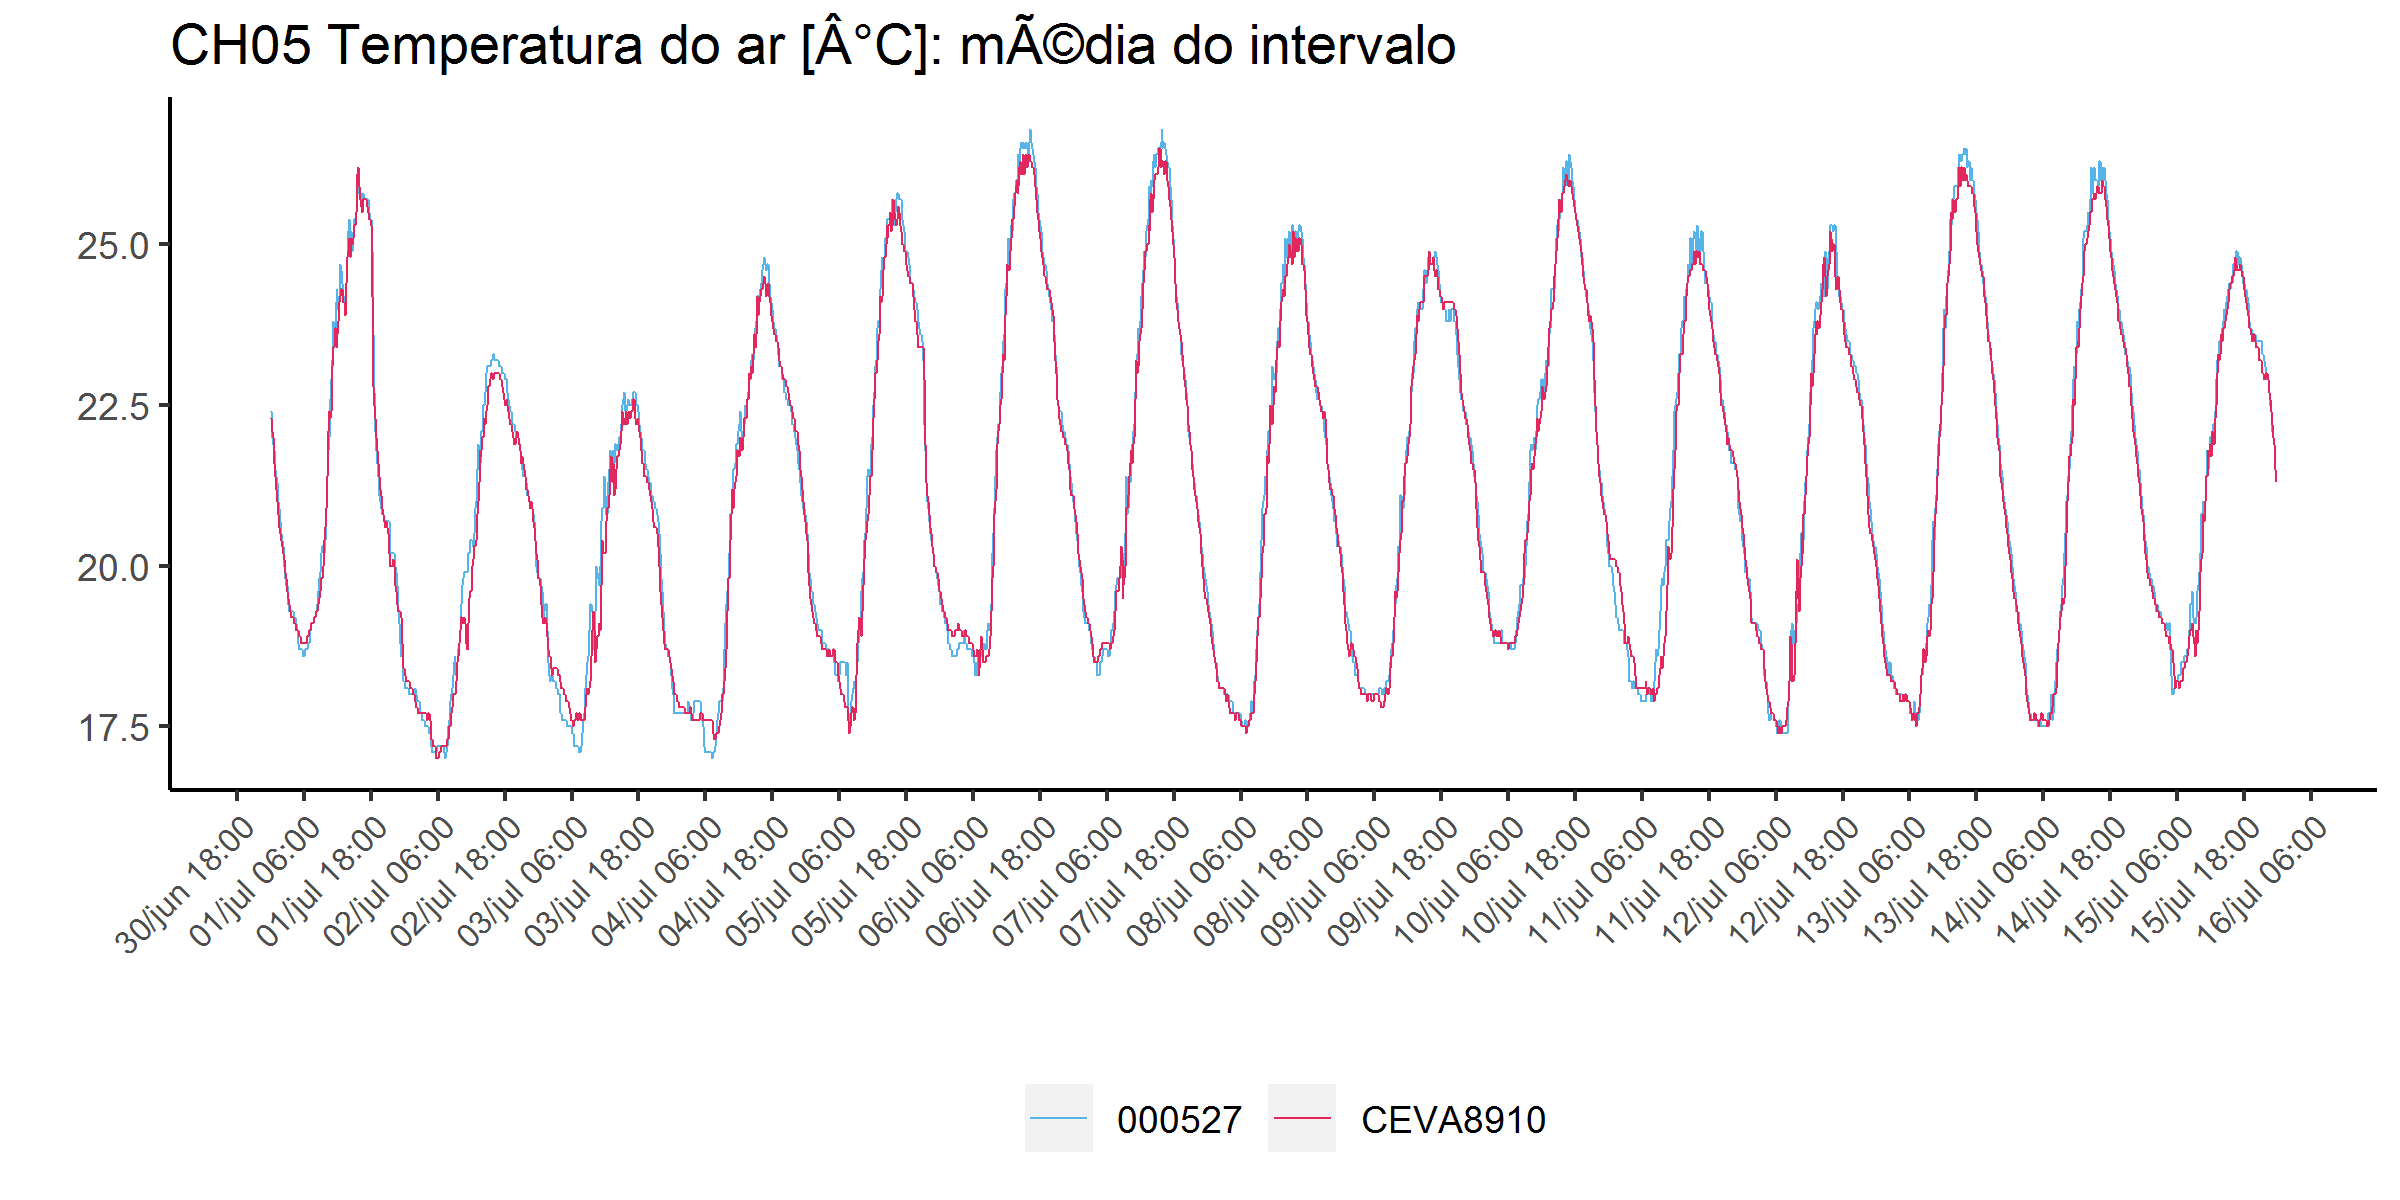 CH05 Temperatura do ar [Â°C]: mÃ©dia do intervalo
25.0
22.5
20.0
17.5
30/jun 18:00
01/jul 06:00
01/jul 18:00
02/jul 06:00
02/jul 18:00
03/jul 06:00
03/jul 18:00
04/jul 06:00
04/jul 18:00
05/jul 06:00
05/jul 18:00
06/jul 06:00
06/jul 18:00
07/jul 06:00
07/jul 18:00
08/jul 06:00
08/jul 18:00
09/jul 06:00
09/jul 18:00
10/jul 06:00
10/jul 18:00
11/jul 06:00
11/jul 18:00
12/jul 06:00
12/jul 18:00
13/jul 06:00
13/jul 18:00
14/jul 06:00
14/jul 18:00
15/jul 06:00
15/jul 18:00
16/jul 06:00
000527
CEVA8910